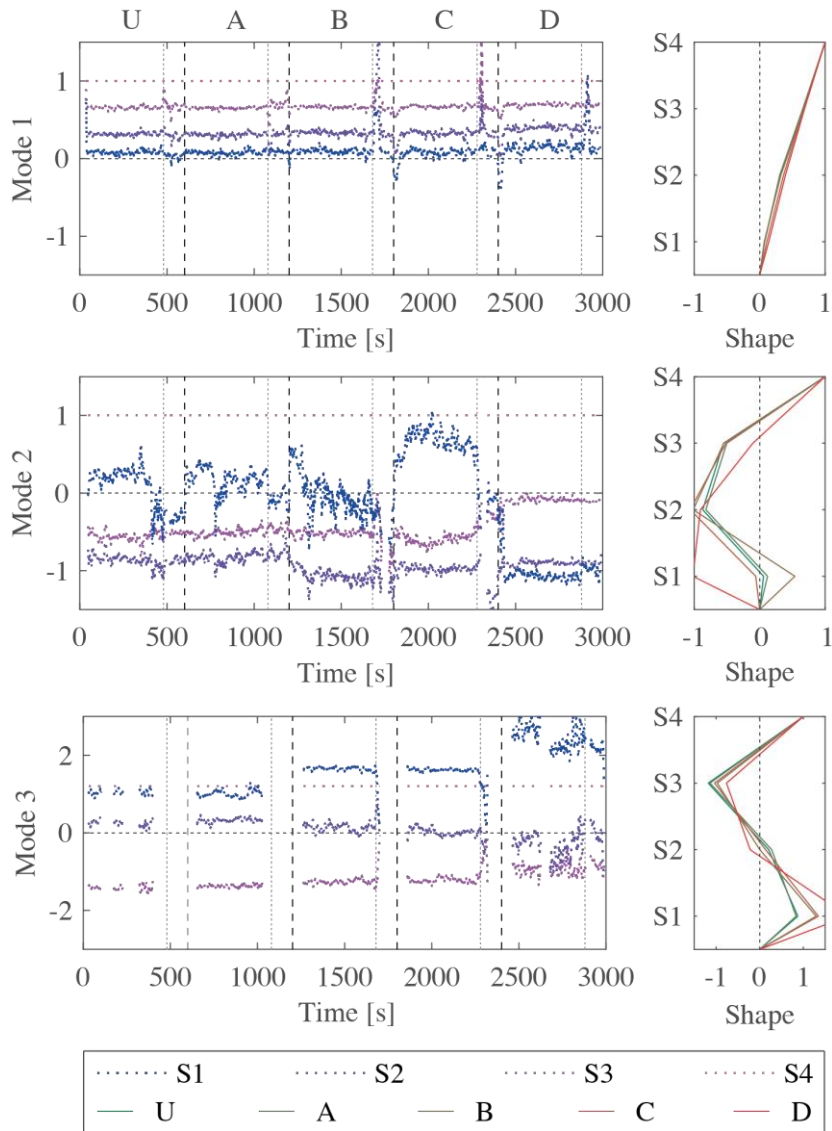 U A B C D
S4
1
S3
Mode 1
0
S2
-1
S1
0 500 1000 1500 2000 2500 3000
-1 0 1
Time [s]
Shape
S4
1
S3
Mode 2
0
S2
-1
S1
0 500 1000 1500 2000 2500 3000
-1 0 1
Time [s]
Shape
S4
2
S3
Mode 3
0
S2
-2
S1
0 500 1000 1500 2000 2500 3000
-1 0 1
Time [s]
Shape
S1 S2 S3 S4
U A B C D